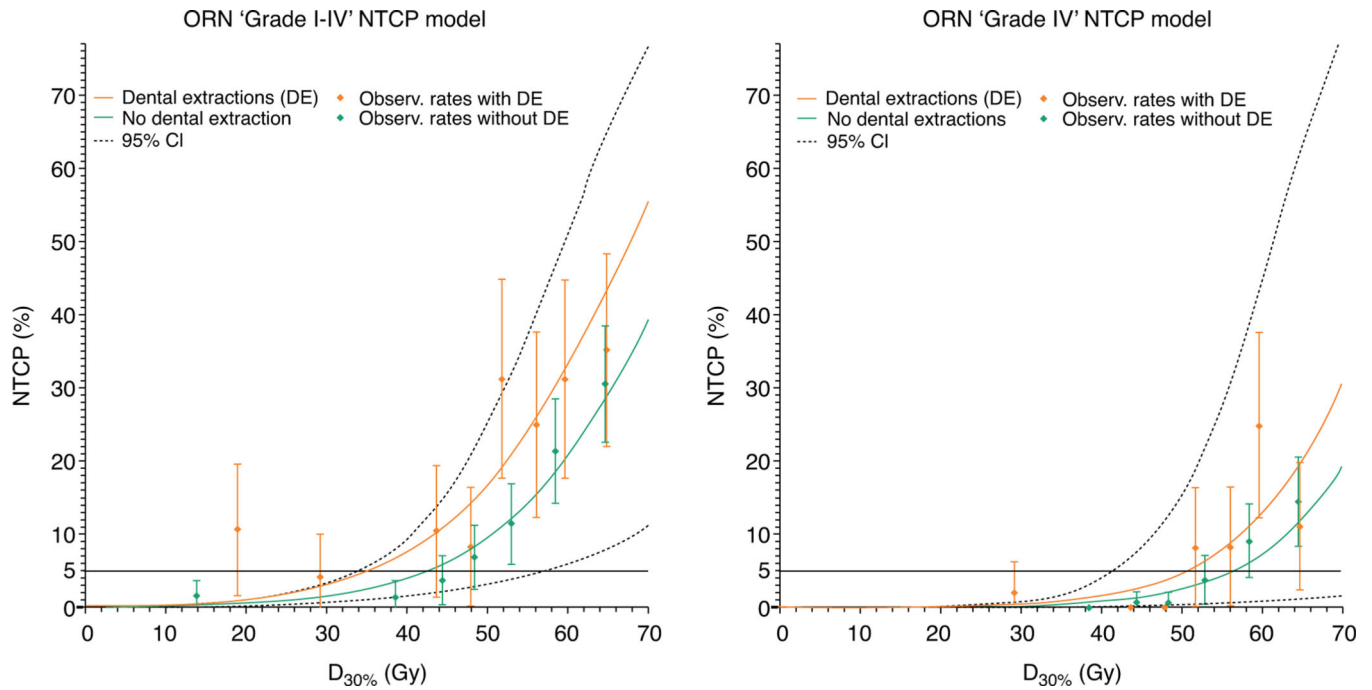 ORN ‘Grade I-IV’ NTCP model
70
60
50
40
30
20
10
5
0
NTCP (%)
Dental extractions (DE)
No dental extraction
95% CI
Observ. rates with DE
Observ. rates without DE
0 10 20 30 40 50 60 70
D30% (Gy)
ORN ‘Grade IV’ NTCP model
70
60
50
40
30
20
10
5
0
NTCP (%)
Dental extractions (DE)
No dental extractions
95% CI
Observ. rates with DE
Observ. rates without DE
0 10 20 30 40 50 60 70
D30% (Gy)